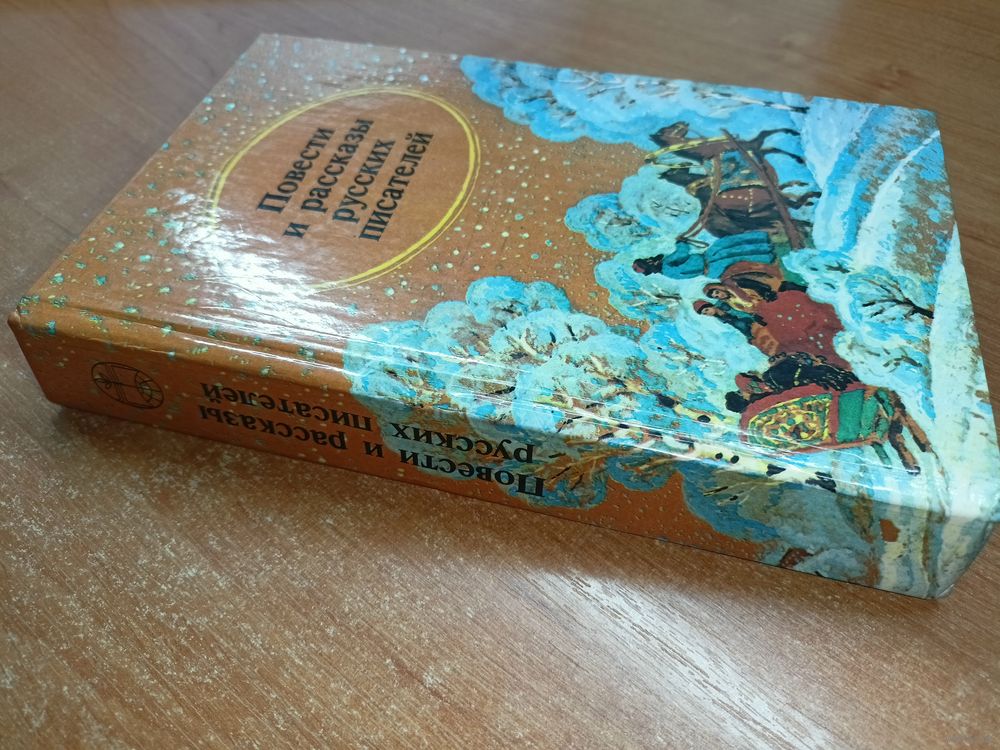 Повести
и рассказы
русских
писателей
Повести и рассказы
русских писателей